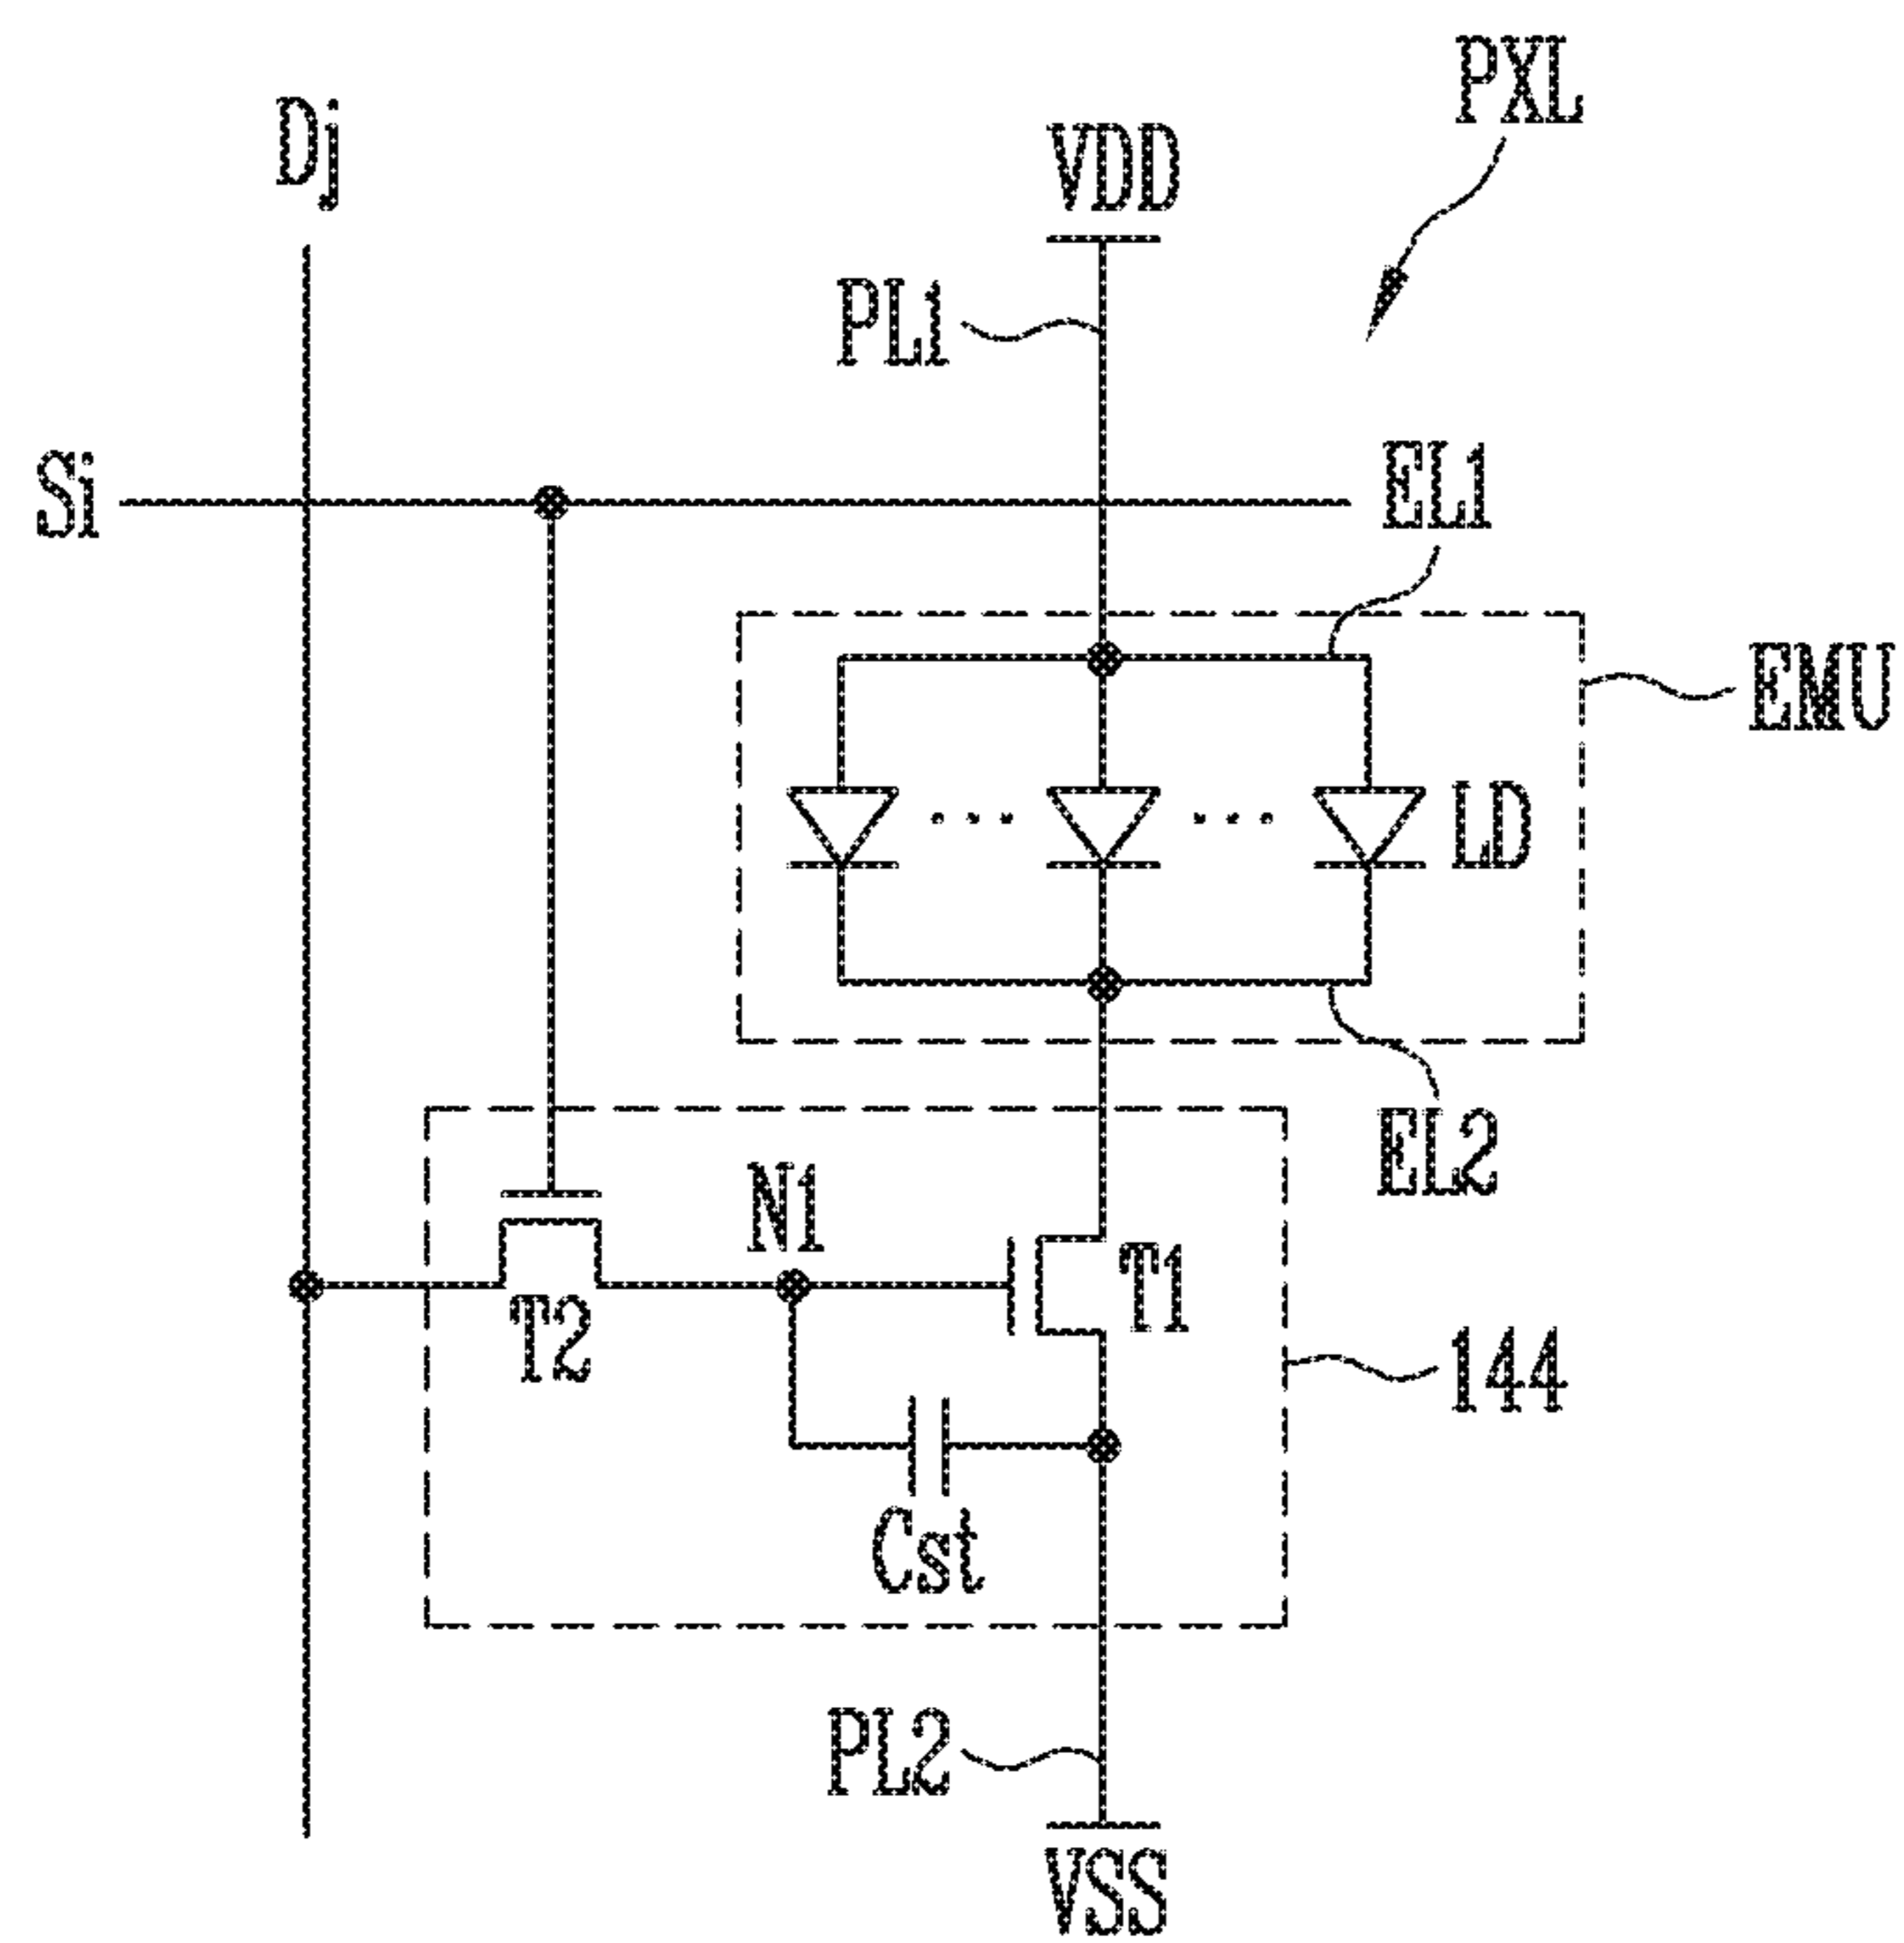 PXL
Dj
VDD
PL1
Si
EL1
EMU
LD
EL2
N1
T1
T2
144
Cst
PL2
VSS